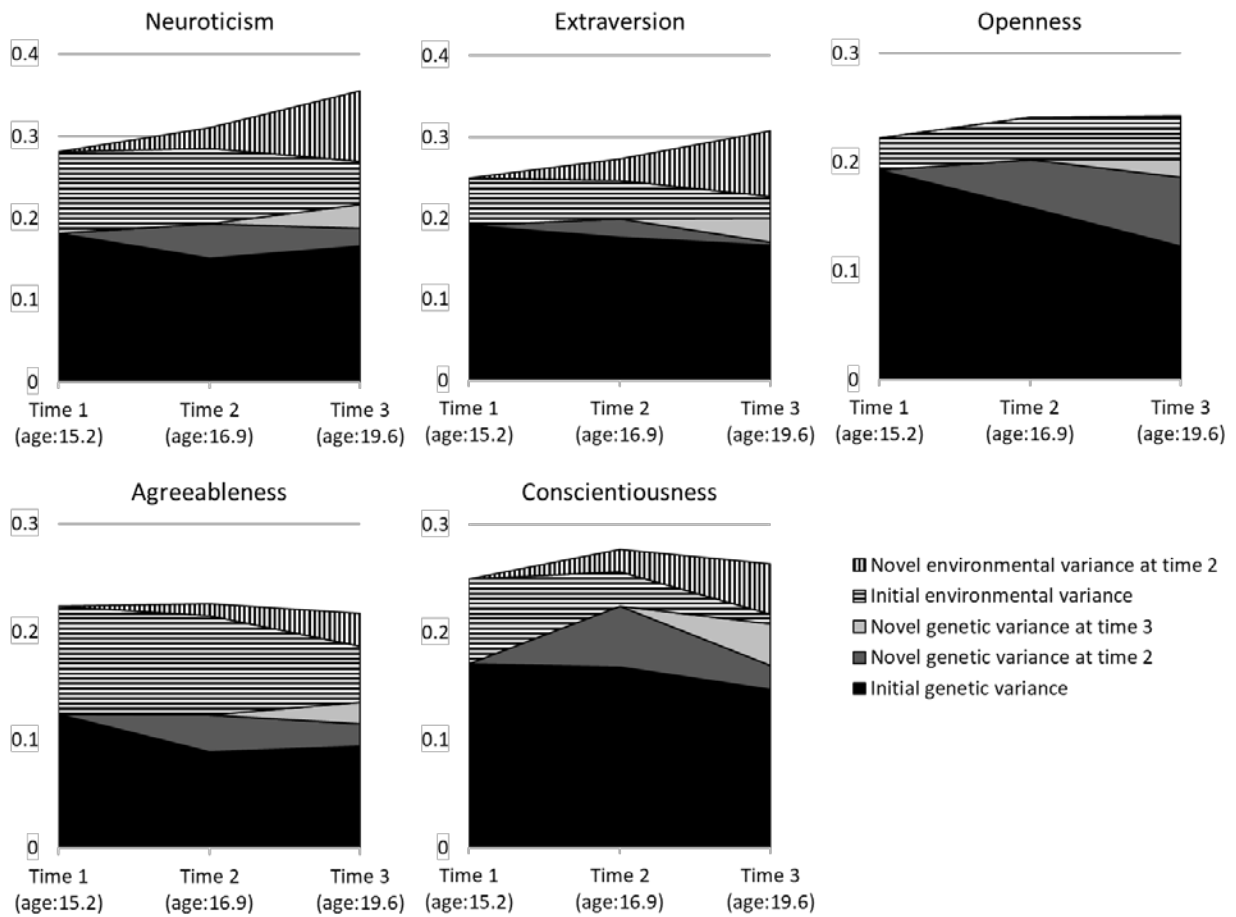 Neuroticism
0.4
0.3
0.2
0.1
0
Time 1
(age:15.2)
Time 2
(age:16.9)
Time 3
(age:19.6)
Extraversion
0.4
0.3
0.2
0.1
0
Time 1
(age:15.2)
Time 2
(age:16.9)
Time 3
(age:19.6)
Openness
0.3
0.2
0.1
0
Time 1
(age:15.2)
Time 2
(age:16.9)
Time 3
(age:19.6)
Agreeableness
0.3
0.2
0.1
0
Time 1
(age:15.2)
Time 2
(age:16.9)
Time 3
(age:19.6)
Conscientiousness
0.3
0.2
0.1
0
Time 1
(age:15.2)
Time 2
(age:16.9)
Time 3
(age:19.6)
Novel environmental variance at time 2
Initial environmental variance
Novel genetic variance at time 3
Novel genetic variance at time 2
Initial genetic variance